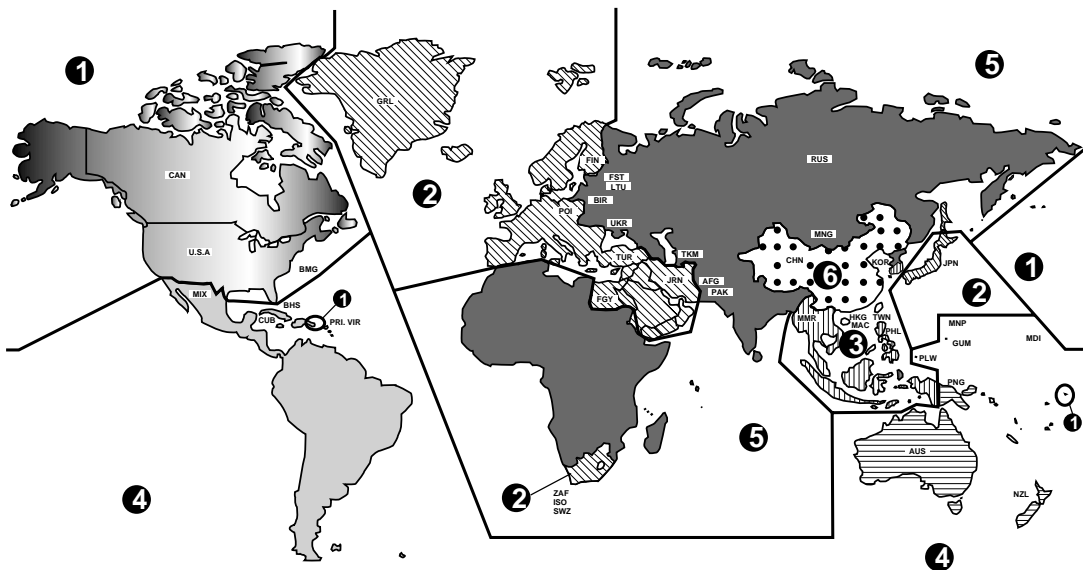 1
5
GRL
CAN
FIN
RUS
FST
LTU
2
BIR
POI
UKR
MNG
U.S.A
TUR
TKM
CHN
KOR
JPN
BMG
6
1
JRN
AFG
2
MIX
FGY
PAK
BHS
1
CUB
PRI. VIR
MMR
HKG
TWN
MAC
PHL
MNP
GUM
MDI
3
PLW
PNG
1
5
AUS
4
2
ZAF
ISO
SWZ
NZL
4